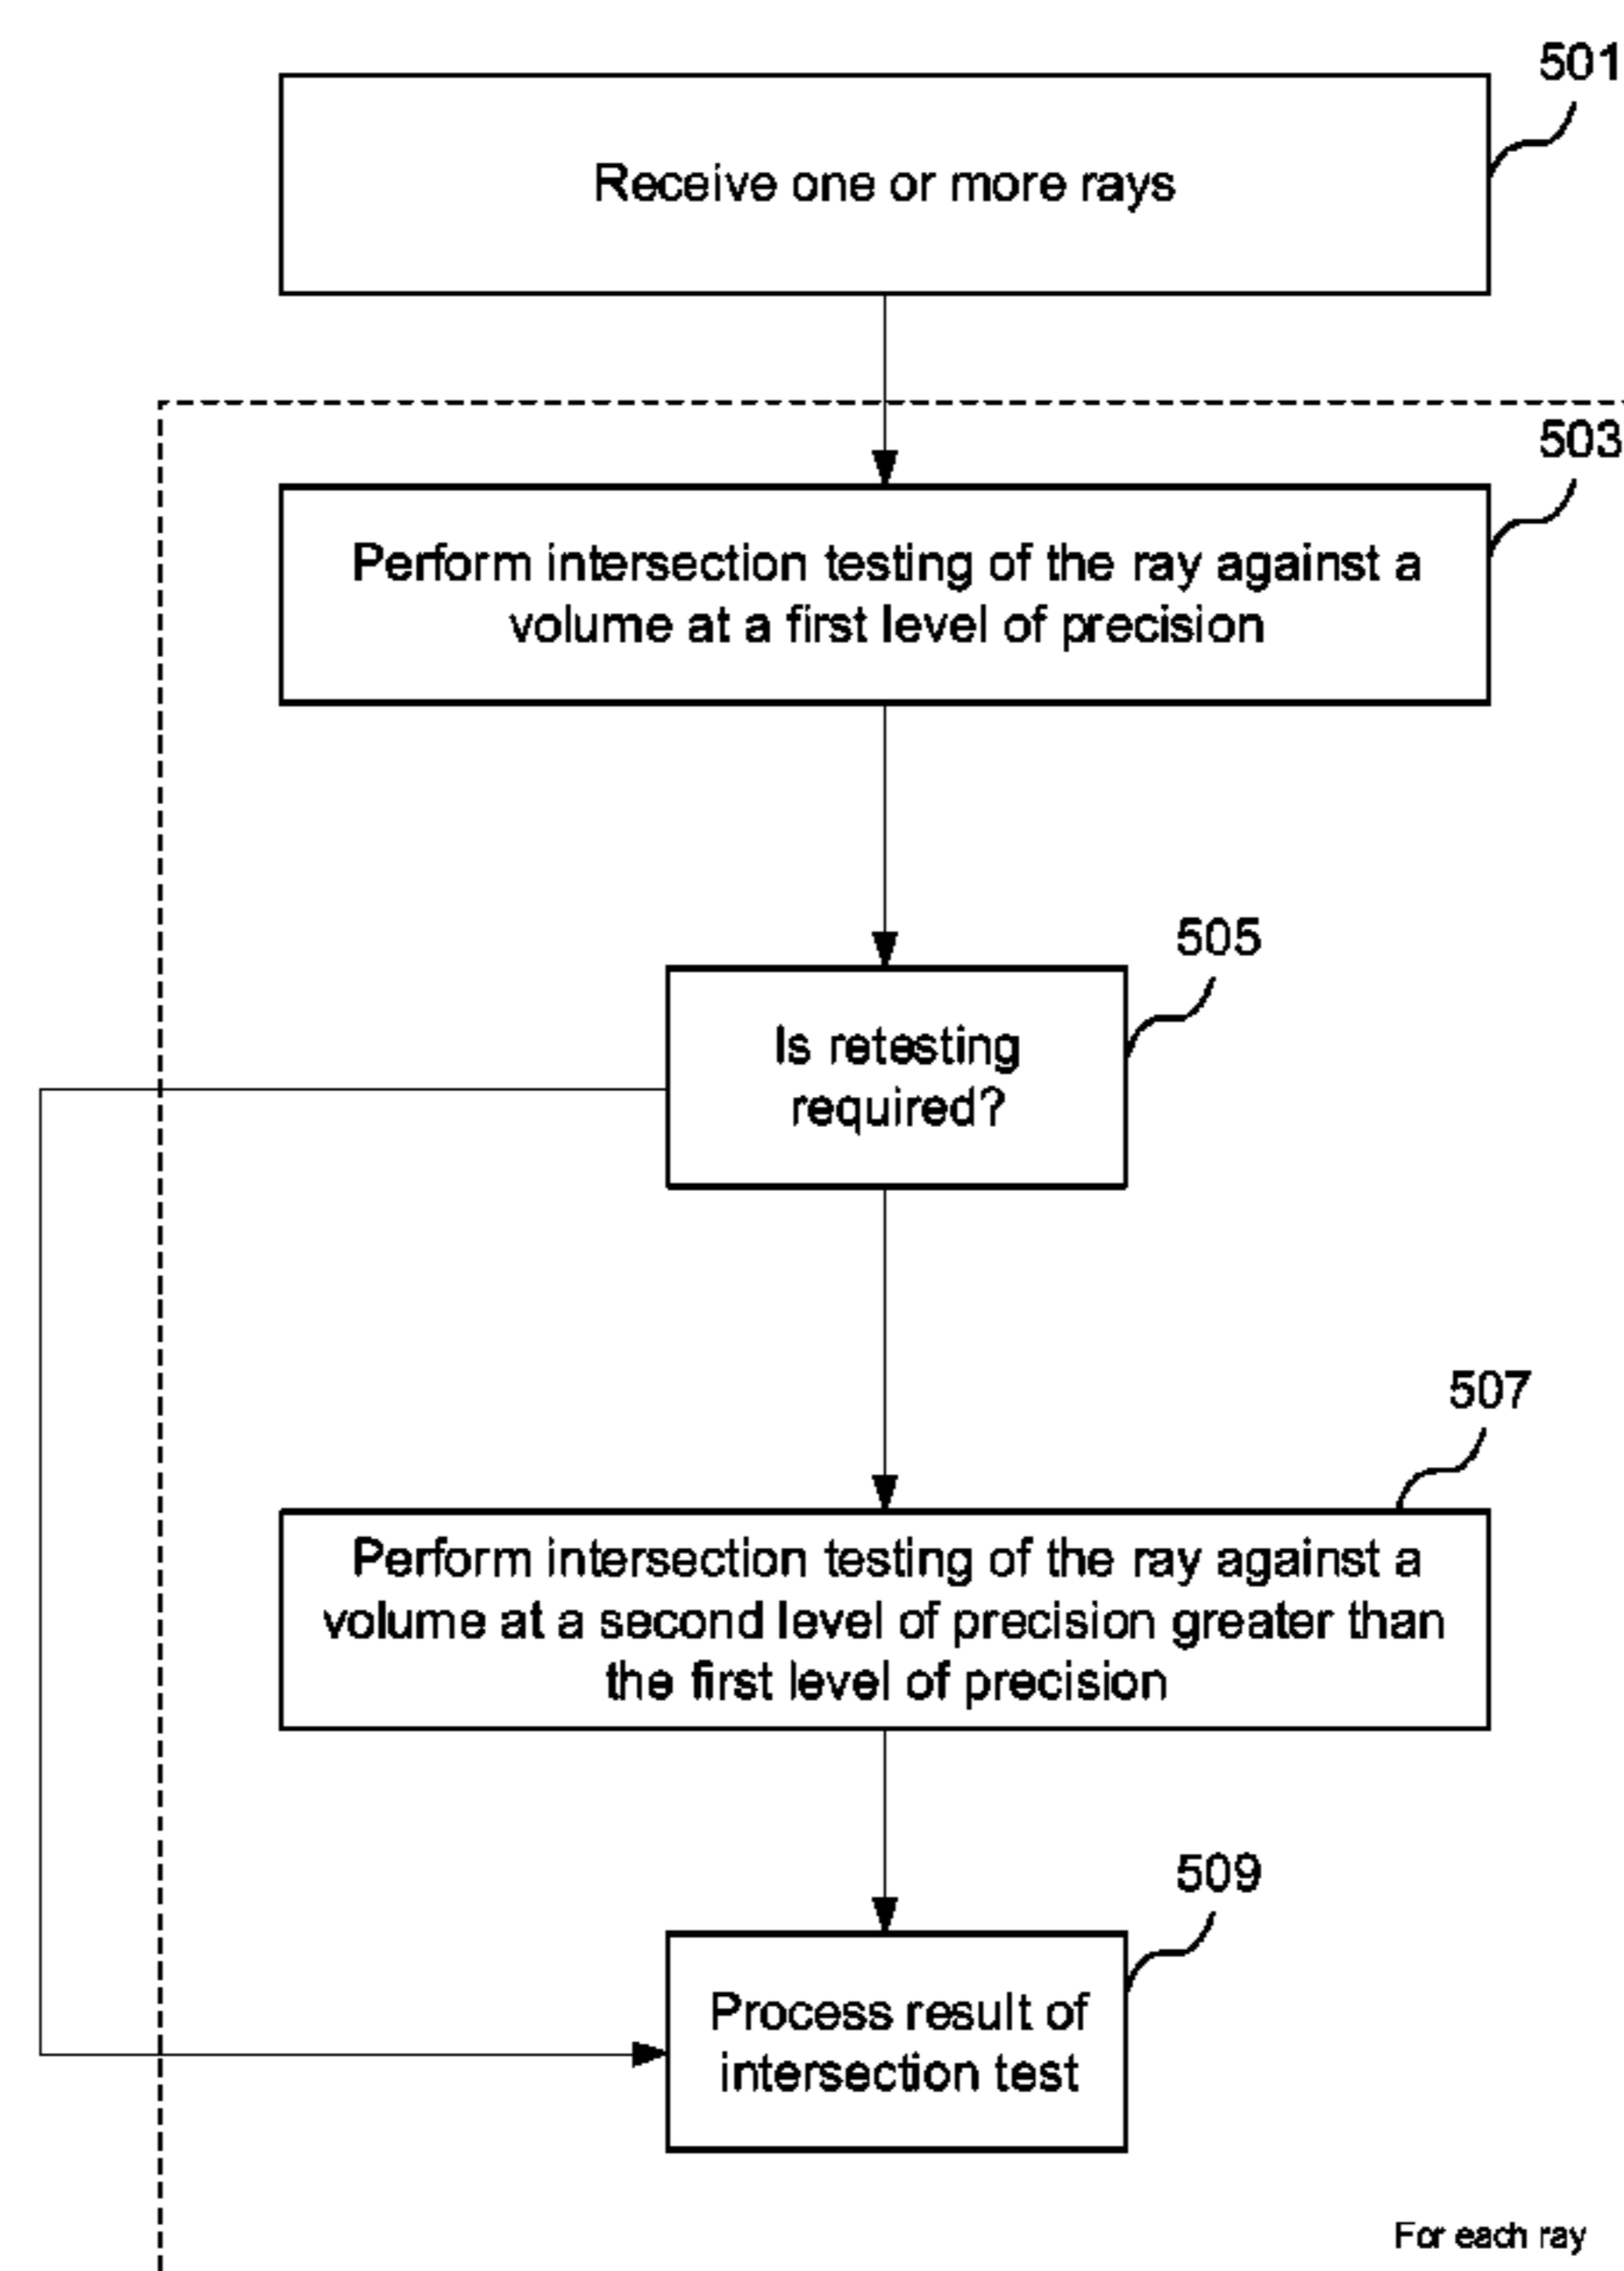 501
Receive one or more rays
503
Perform intersection testing of the ray against a
volume at a first level of precision
505
Is retesting
required?
507
Perform intersection testing of the ray against a
volume at a second level of precision greater than
the first level of precision
509
Process result of
intersection test
For each ray